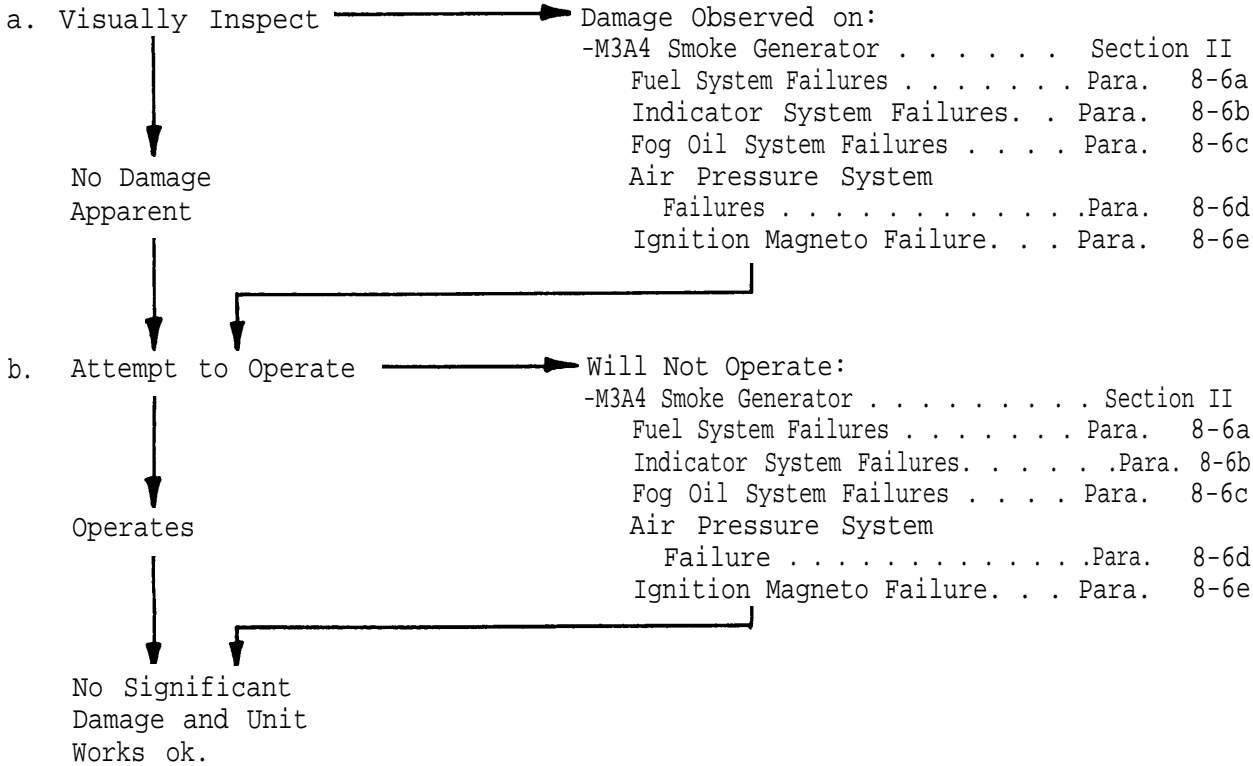 a. Visually Inspect
Damage Observed on:
-M3A4 Smoke Generator . . . . . . Section II
Fuel System Failures . . . . . . . Para. 8-6a
Indicator System Failures. . Para. 8-6b
Fog Oil System Failures . . . . Para. 8-6c
Air Pressure System
Failures . . . . . . . . . . . . .Para. 8-6d
Ignition Magneto Failure. . . Para. 8-6e
No Damage
Apparent
b. Attempt to Operate
Will Not Operate:
-M3A4 Smoke Generator . . . . . . . . . Section II
Fuel System Failures . . . . . . . Para. 8-6a
Indicator System Failures. . . . . .Para. 8-6b
Fog Oil System Failures . . . . Para. 8-6c
Air Pressure System
Failure . . . . . . . . . . . . .Para. 8-6d
Ignition Magneto Failure. . . Para. 8-6e
Operates
No Significant
Damage and Unit
Works ok.